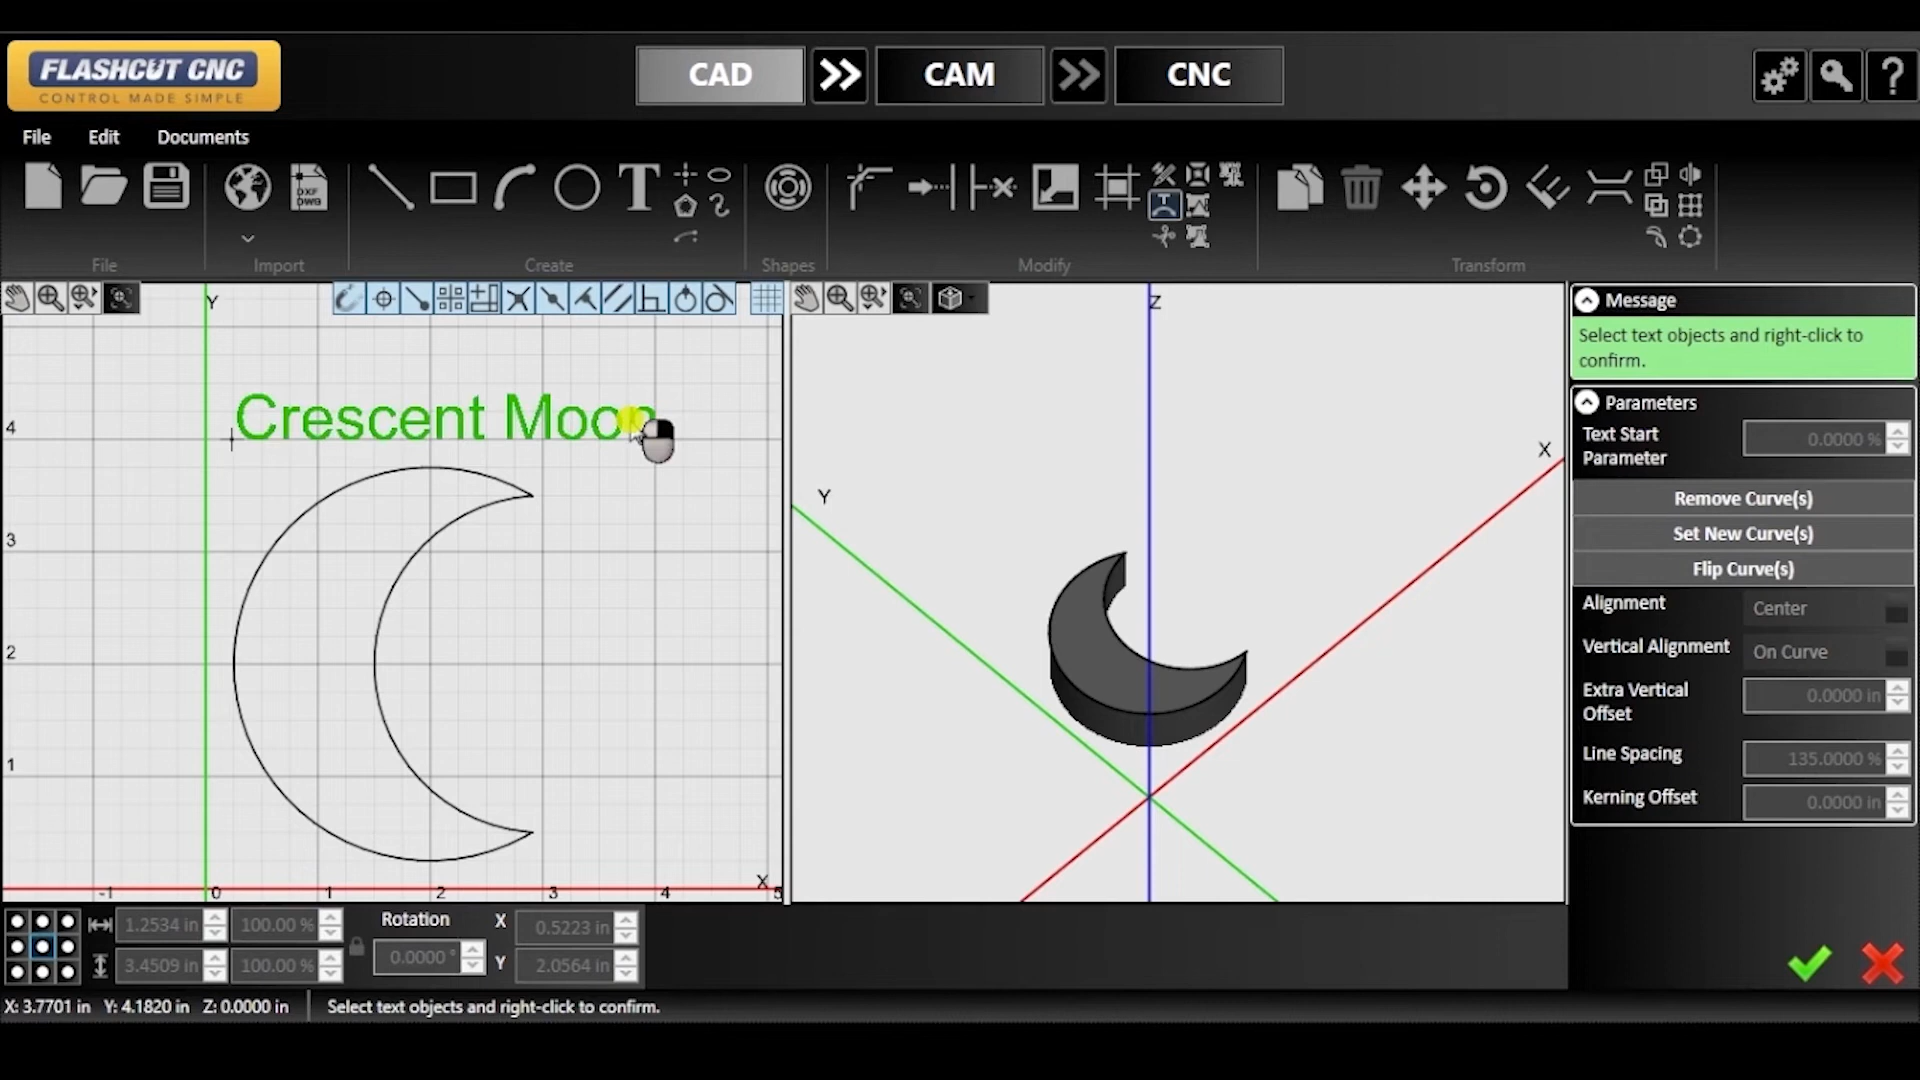 FLASHCUT CNC
CONTROL MADE SIMPLE
CAD
CAM
CNC
File Edit Documents
DXF
DWG
File Import Create Shapes Modify Transform
Y
Z
Message
Select text objects and right-click to
confirm.
Crescent Moon
4
3
2
1
-1 0 1 2 3 4 X 5
Y
X
Parameters
Text Start
Parameter
0.0000 %
Remove Curve(s)
Set New Curve(s)
Flip Curve(s)
Alignment Center
Vertical Alignment On Curve
Extra Vertical
Offset
0.0000 in
Line Spacing 135.0000 %
Kerning Offset 0.0000 in
1.2534 in 100.00 % Rotation X 0.5223 in
3.4509 in 100.00 % 0.0000 ° Y 2.0564 in
X: 3.7701 in Y: 4.1820 in Z: 0.0000 in Select text objects and right-click to confirm.